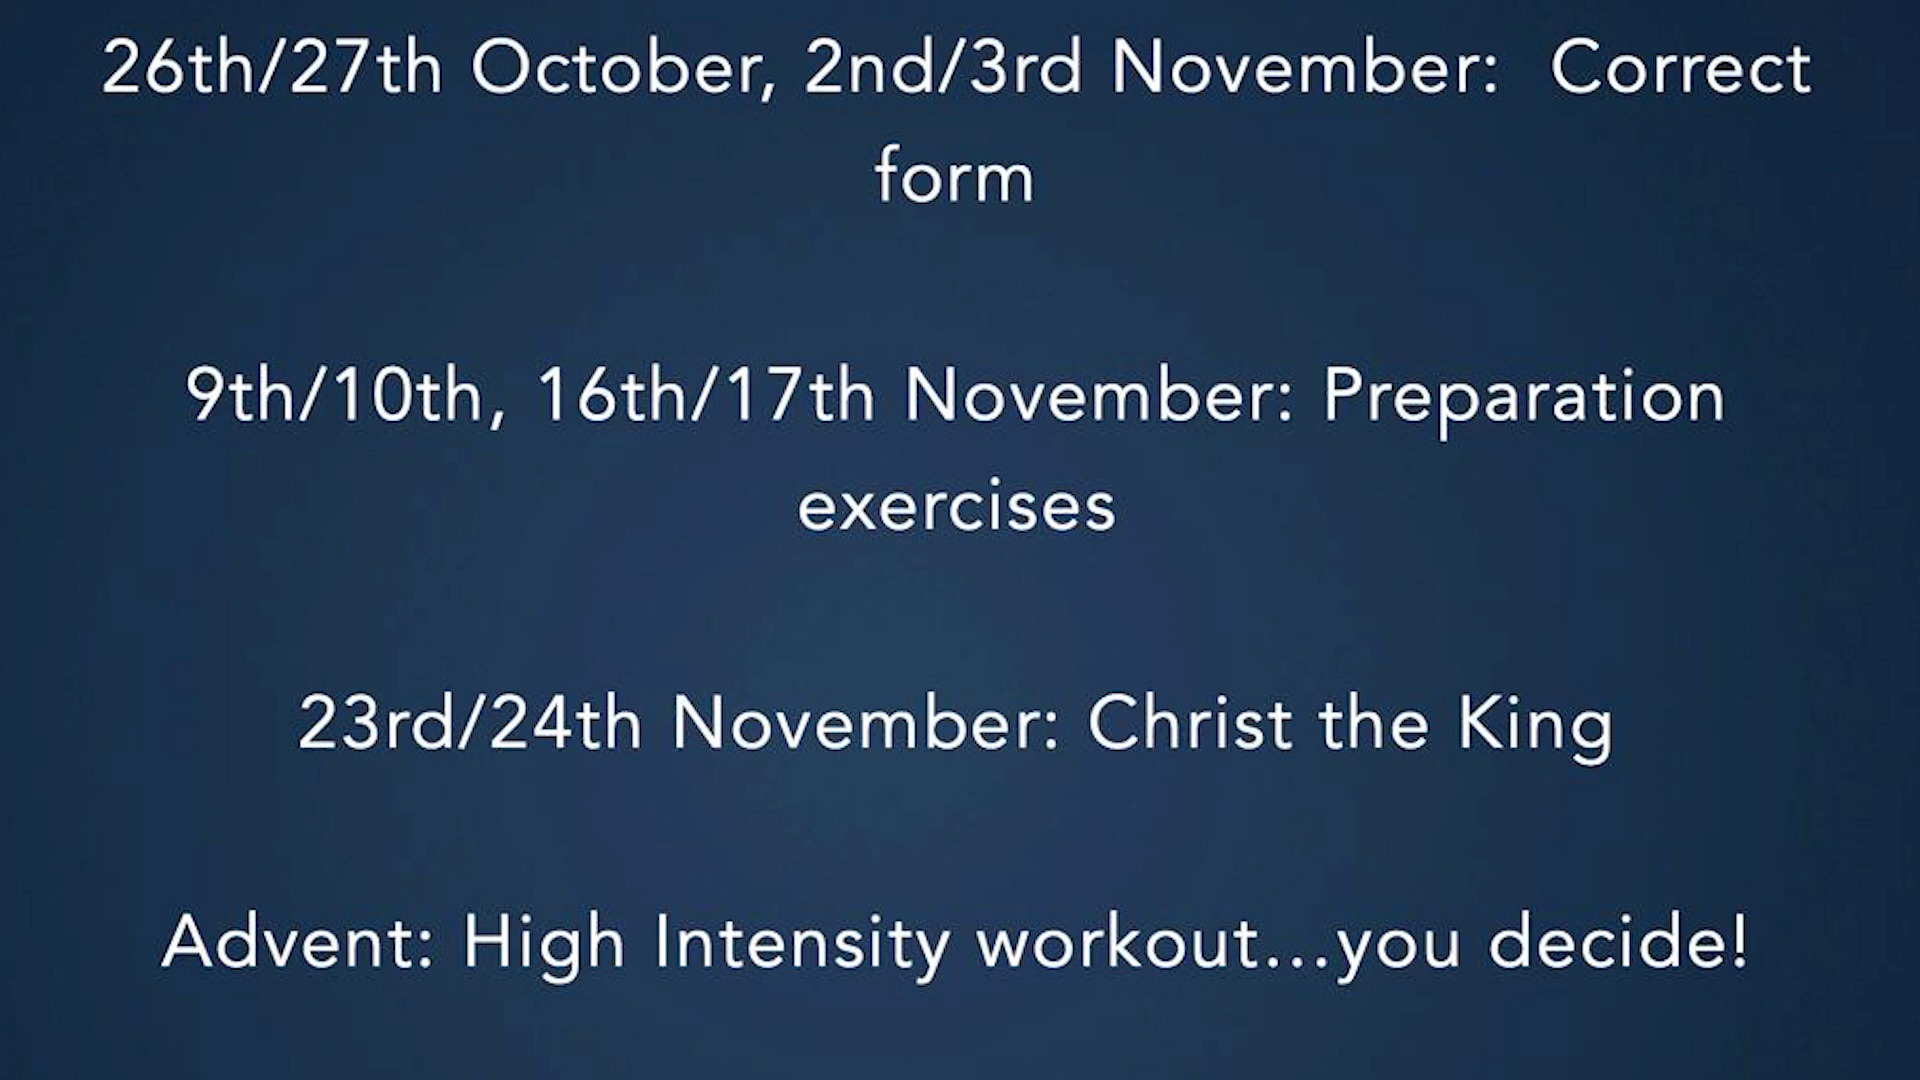 26th/27th October, 2nd/3rd November:  Correct
form
9th/10th, 16th/17th November: Preparation
exercises
23rd/24th November: Christ the King
Advent: High Intensity workout...you decide!